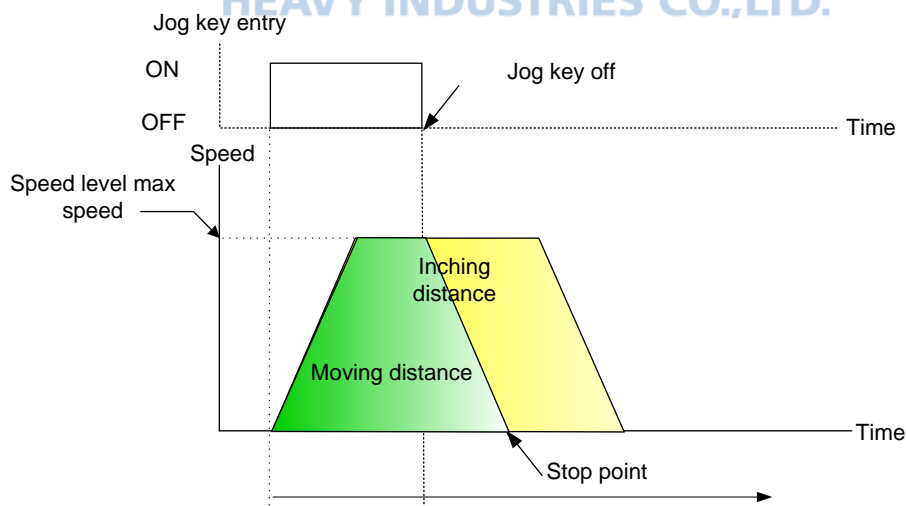 HEAVY INDUSTRIES CO.,LTD.
Jog key entry
ON
Jog key off
OFF
Time
Speed
Speed level max
speed
Inching
distance
Moving distance
Time
Stop point